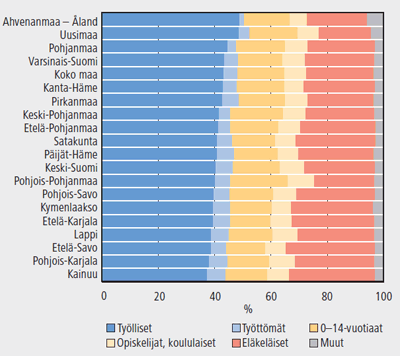 Ahvenanmaa – Åland
Uusimaa
Pohjanmaa
Varsinais-Suomi
Koko maa
Kanta-Häme
Pirkanmaa
Keski-Pohjanmaa
Etelä-Pohjanmaa
Satakunta
Päijät-Häme
Keski-Suomi
Pohjois-Pohjanmaa
Pohjois-Savo
Kymenlaakso
Etelä-Karjala
Lappi
Etelä-Savo
Pohjois-Karjala
Kainuu
0 20 40 60 80 100
%
Työlliset Työttömät 0–14-vuotiaat
Opiskelijat, koululaiset Eläkeläiset Muut